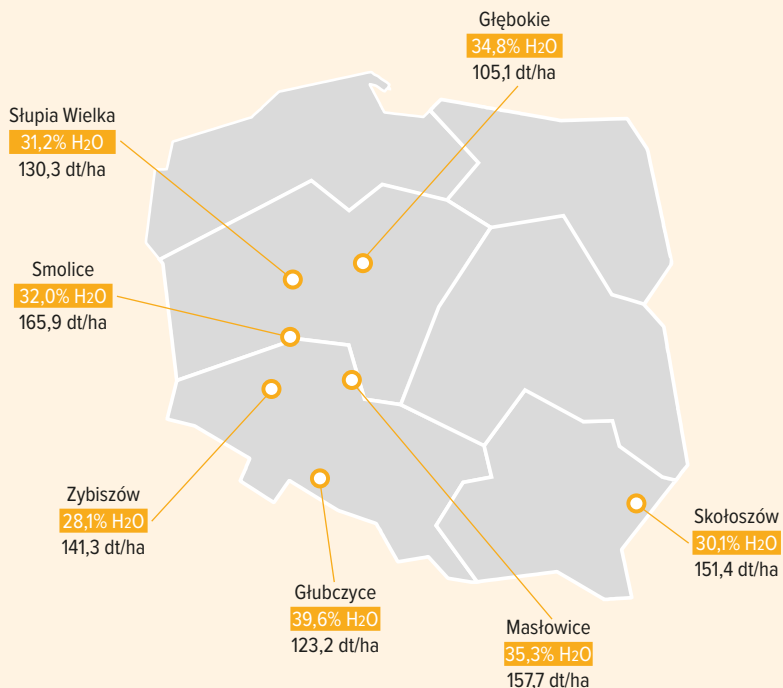 Głębokie
34,8% H2O
105,1 dt/ha
Słupia Wielka
31,2% H2O
130,3 dt/ha
Smolice
32,0% H2O
165,9 dt/ha
Zybiszów
28,1% H2O
141,3 dt/ha
Skołoszów
30,1% H2O
151,4 dt/ha
Głubczyce
39,6% H2O
123,2 dt/ha
Masłowice
35,3% H2O
157,7 dt/ha